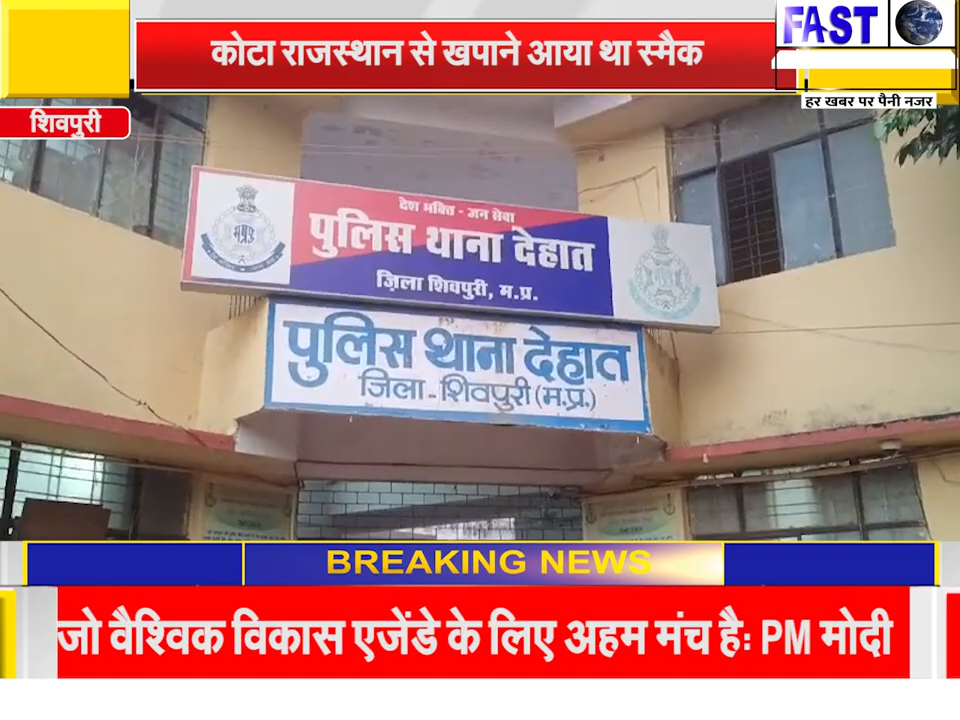 कोटा राजस्थान से खपाने आया था स्मैक
FAST
हर खबर पर पैनी नजर
शिवपुरी
देश भक्ति - जन सेवा
पुलिस थाना देहात
ज़िला शिवपुरी, म.प्र.
पुलिस थाना देहात
जिला - शिवपुरी (म.प्र.)
BREAKING NEWS
जो वैश्विक विकास एजेंडे के लिए अहम मंच है: PM मोदी